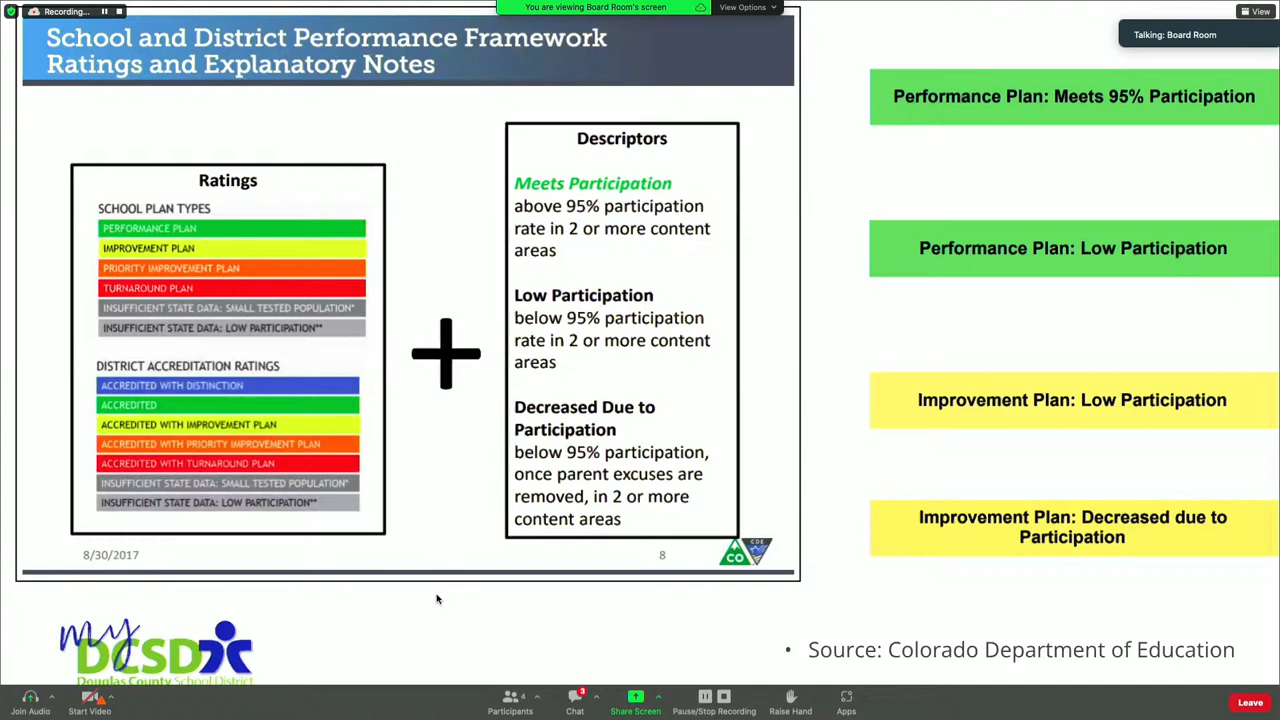 Recording...
You are viewing Board Room's screen
View Options
View
Talking: Board Room
School and District Performance Framework
Ratings and Explanatory Notes
Ratings
SCHOOL PLAN TYPES
PERFORMANCE PLAN
IMPROVEMENT PLAN
PRIORITY IMPROVEMENT PLAN
TURNAROUND PLAN
INSUFFICIENT STATE DATA: SMALL TESTED POPULATION*
INSUFFICIENT STATE DATA: LOW PARTICIPATION**
DISTRICT ACCREDITATION RATINGS
ACCREDITED WITH DISTINCTION
ACCREDITED
ACCREDITED WITH IMPROVEMENT PLAN
ACCREDITED WITH PRIORITY IMPROVEMENT PLAN
ACCREDITED WITH TURNAROUND PLAN
INSUFFICIENT STATE DATA: SMALL TESTED POPULATION*
INSUFFICIENT STATE DATA: LOW PARTICIPATION**
+
Descriptors
Meets Participation
above 95% participation
rate in 2 or more content
areas
Low Participation
below 95% participation
rate in 2 or more content
areas
Decreased Due to
Participation
below 95% participation,
once parent excuses are
removed, in 2 or more
content areas
8/30/2017
8
CO
CDE
Performance Plan: Meets 95% Participation
Performance Plan: Low Participation
Improvement Plan: Low Participation
Improvement Plan: Decreased due to
Participation
my
DCSD
Douglas County School District
• Source: Colorado Department of Education
Join Audio
Start Video
4
Participants
3
Chat
Share Screen
Pause/Stop Recording
Raise Hand
Apps
Leave